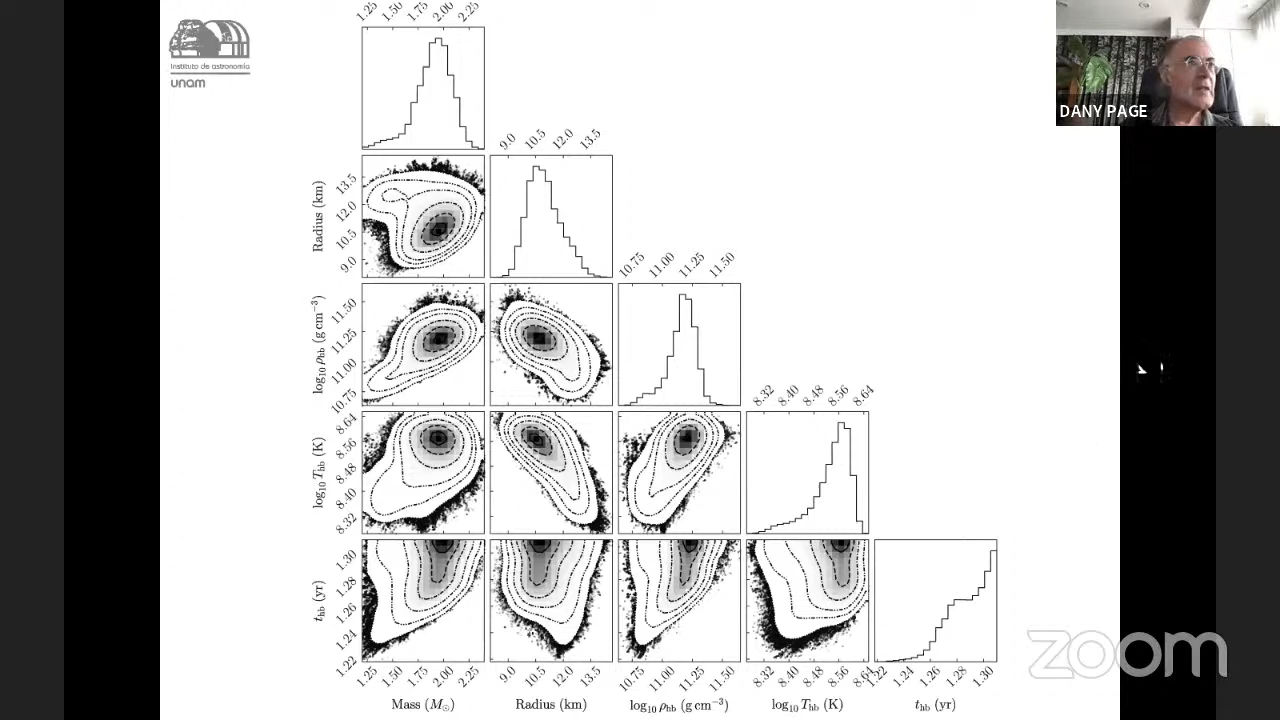 Instituto de astronomía
unam
DANY PAGE
1.25 1.50 1.75 2.00 2.25
9.0 10.5 12.0 13.5
Radius (km)
13.5
12.0
10.5
9.0
10.75 11.00 11.25 11.50
log₁₀ ρhb (g cm⁻³)
11.50
11.25
11.00
10.75
8.32 8.40 8.48 8.56 8.64
log₁₀ Thb (K)
8.64
8.56
8.48
8.40
8.32
thb (yr)
1.30
1.28
1.26
1.24
1.22
1.25 1.50 1.75 2.00 2.25 9.0 10.5 12.0 13.5 10.75 11.00 11.25 11.50 8.32 8.40 8.48 8.56 8.64 1.22 1.24 1.26 1.28 1.30
Mass (M☉) Radius (km) log₁₀ ρhb (g cm⁻³) log₁₀ Thb (K) thb (yr)
zoom